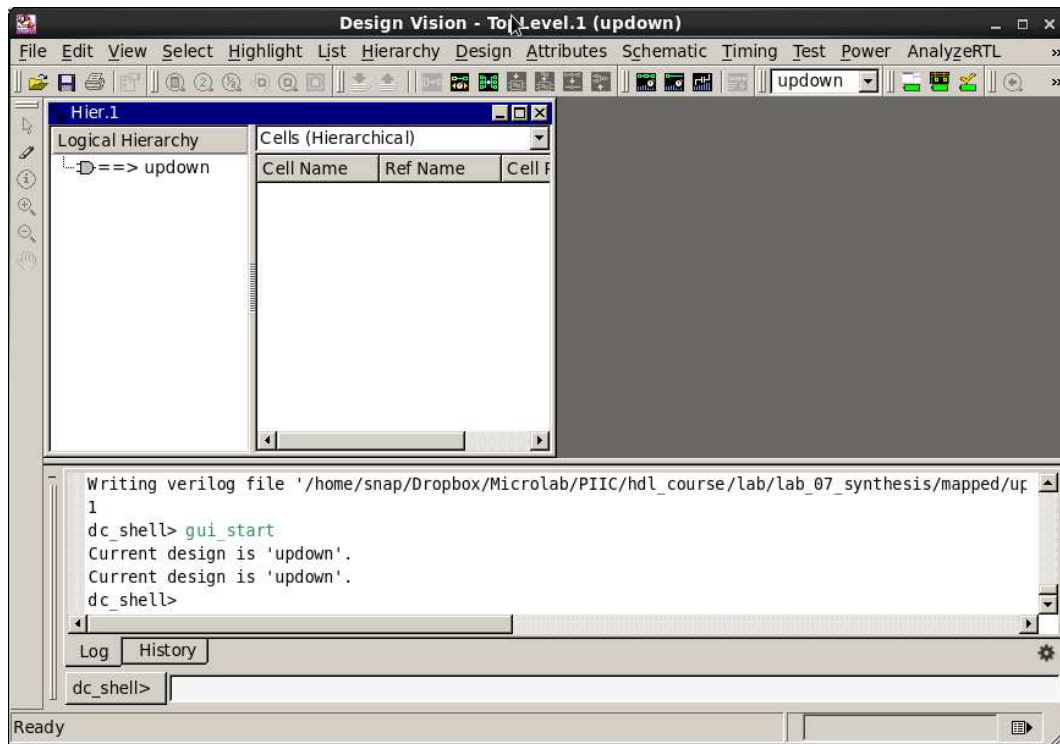 Design Vision - TopLevel.1 (updown)
File Edit View Select Highlight List Hierarchy Design Attributes Schematic Timing Test Power AnalyzeRTL »
updown »
Hier.1
Logical Hierarchy
Cells (Hierarchical)
==> updown
Cell Name Ref Name Cell
Writing verilog file '/home/snap/Dropbox/Microlab/PIIC/hdl_course/lab/lab_07_synthesis/mapped/up
1
dc_shell> gui_start
Current design is 'updown'.
Current design is 'updown'.
dc_shell>
Log History
dc_shell>
Ready